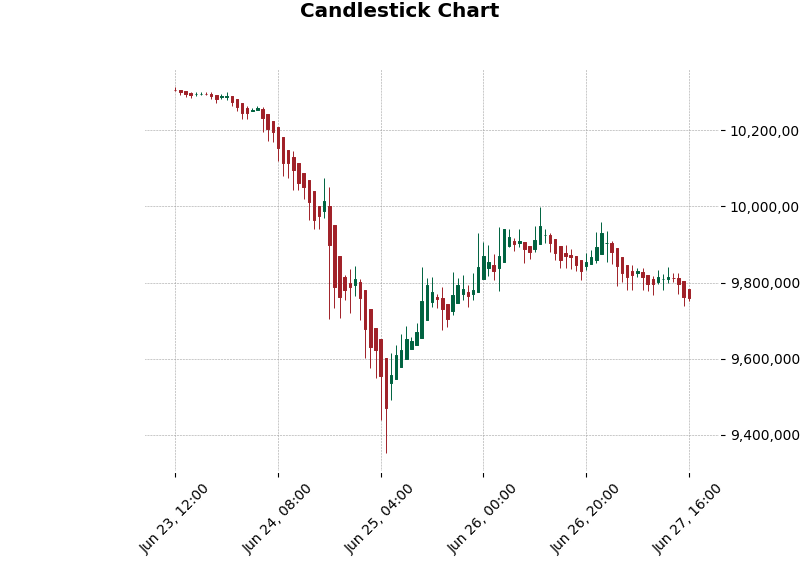 Candlestick Chart
10,200,00
10,000,00
9,800,000
9,600,000
9,400,000
Jun 23, 12:00
Jun 24, 08:00
Jun 25, 04:00
Jun 26, 00:00
Jun 26, 20:00
Jun 27, 16:00